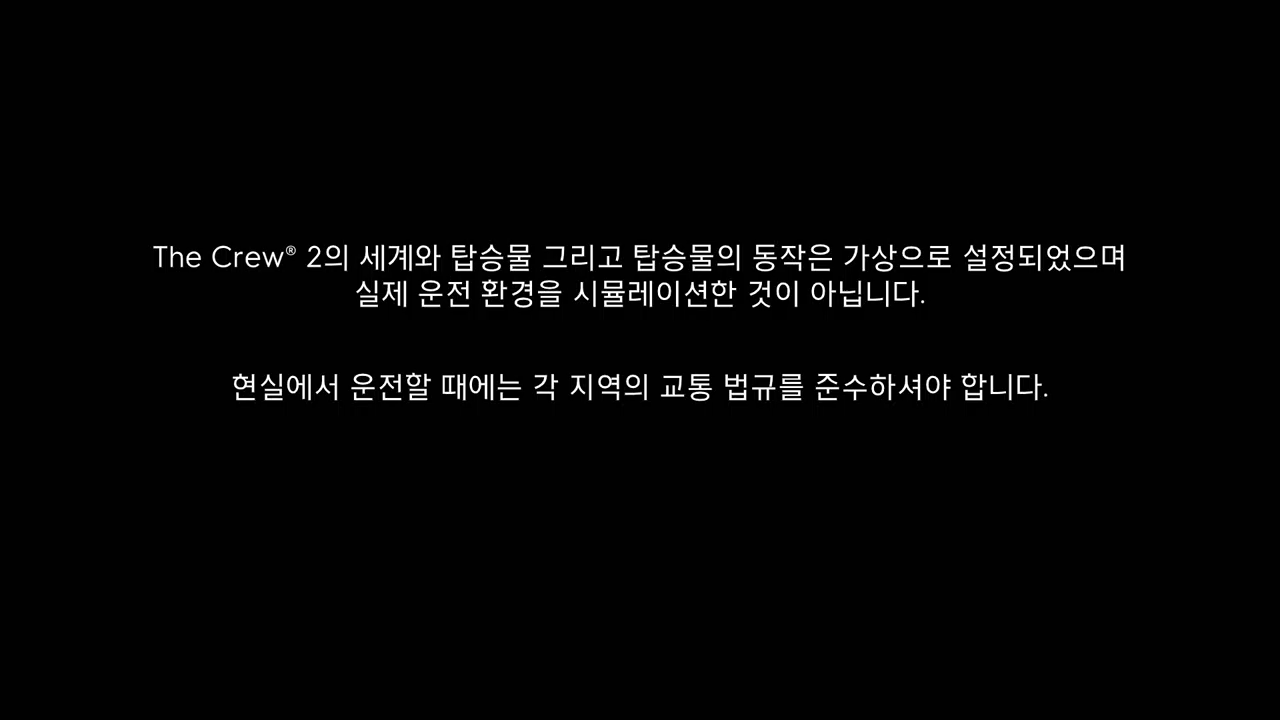 The Crew® 2의 세계와 탑승물 그리고 탑승물의 동작은 가상으로 설정되었으며
실제 운전 환경을 시뮬레이션한 것이 아닙니다.
현실에서 운전할 때에는 각 지역의 교통 법규를 준수하셔야 합니다.